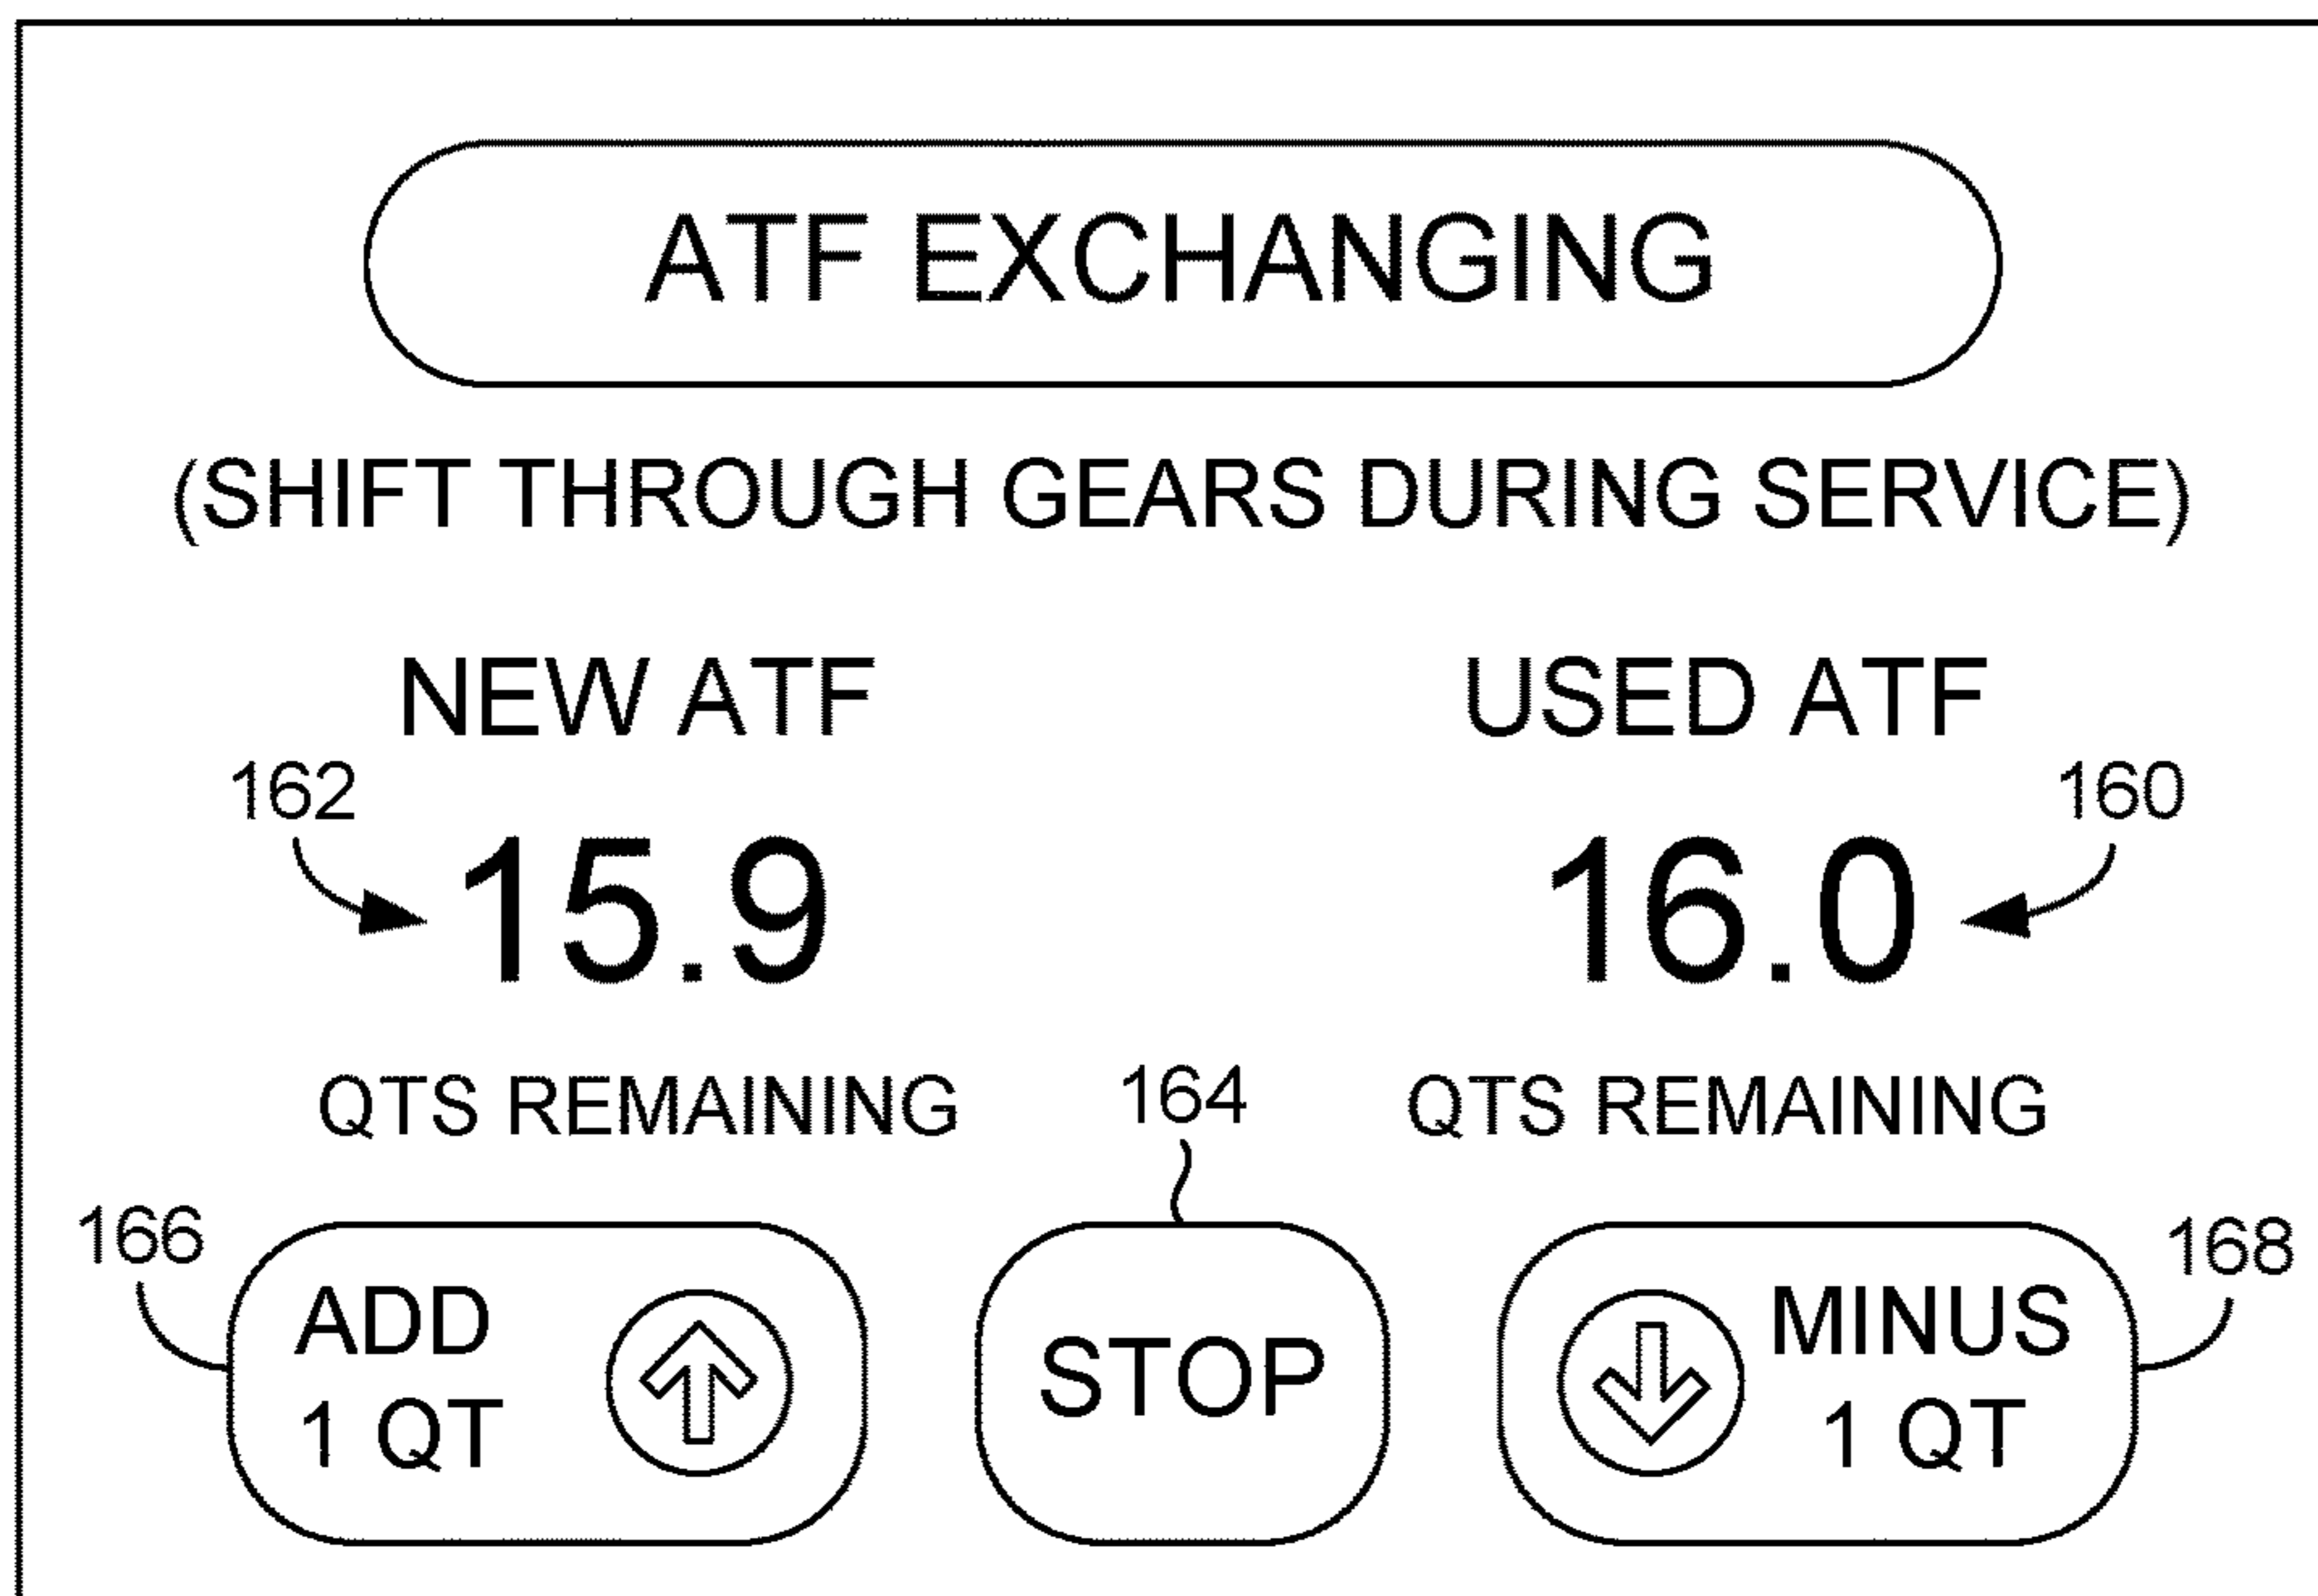 ATF EXCHANGING
(SHIFT THROUGH GEARS DURING SERVICE)
NEW ATF
USED ATF
162
160
15.9
16.0
QTS REMAINING
164
QTS REMAINING
166
168
ADD
1 QT
STOP
MINUS
1 QT